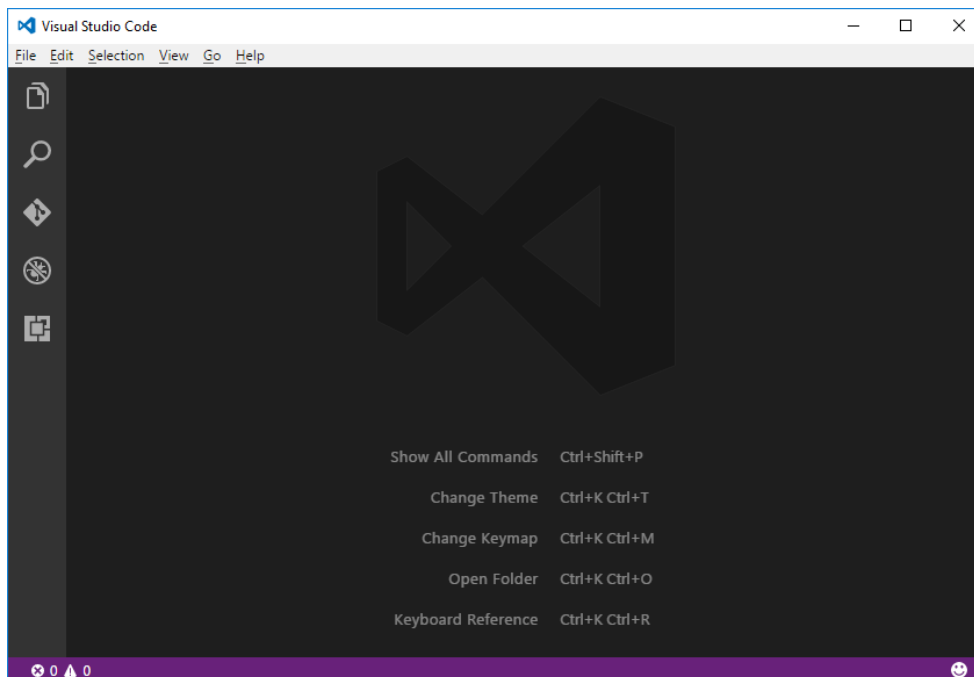 Visual Studio Code
File Edit Selection View Go Help
Show All Commands Ctrl+Shift+P
Change Theme Ctrl+K Ctrl+T
Change Keymap Ctrl+K Ctrl+M
Open Folder Ctrl+K Ctrl+O
Keyboard Reference Ctrl+K Ctrl+R
0 0